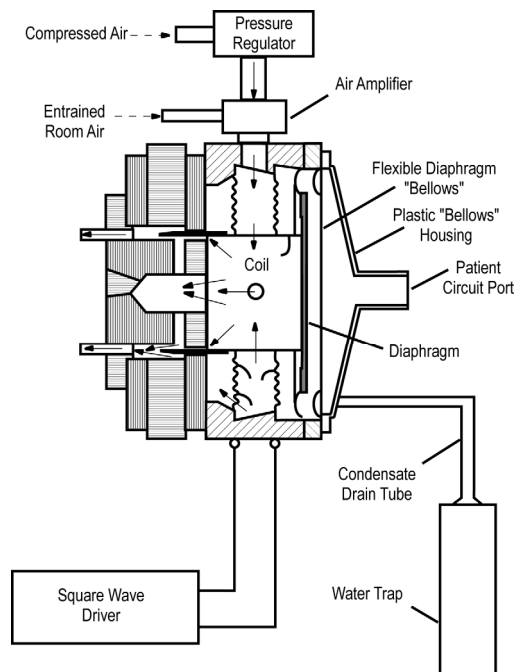 Compressed Air
Pressure
Regulator
Air Amplifier
Entrained
Room Air
Flexible Diaphragm
"Bellows"
Plastic "Bellows"
Housing
Coil
Patient
Circuit Port
Diaphragm
Condensate
Drain Tube
Square Wave
Driver
Water Trap